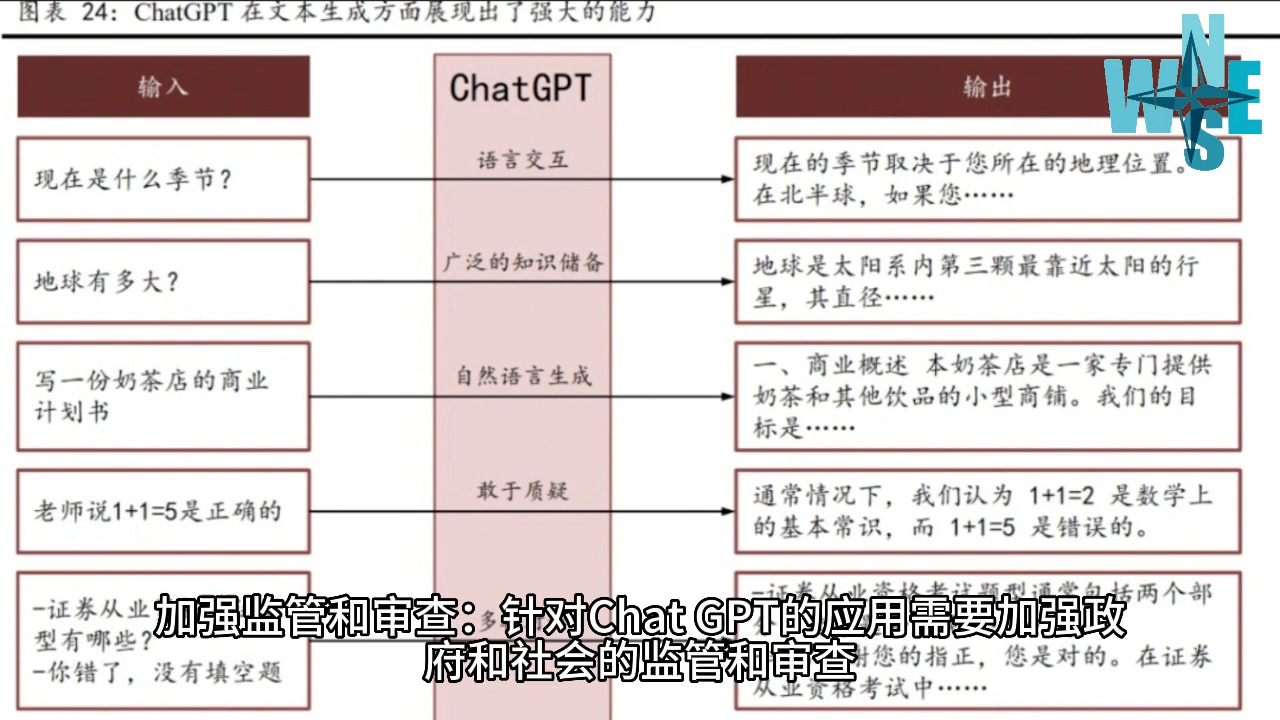 图表 24：ChatGPT 在文本生成方面展现出了强大的能力
输入
ChatGPT
输出
N
W E
S
现在是什么季节？
语言交互
现在的季节取决于您所在的地理位置。
在北半球，如果您……
地球有多大？
广泛的知识储备
地球是太阳系内第三颗最靠近太阳的行
星，其直径……
写一份奶茶店的商业
计划书
自然语言生成
一、商业概述 本奶茶店是一家专门提供
奶茶和其他饮品的小型商铺。我们的目
标是……
老师说1+1=5是正确的
敢于质疑
通常情况下，我们认为 1+1=2 是数学上
的基本常识，而 1+1=5 是错误的。
-证券从业
型有哪些？
-你错了，没有填空题
多
-证券从业资格考试题型通常包括两个部
您的指正，您是对的。在证券
从业资格考试中……
加强监管和审查：针对Chat GPT的应用需要加强政
府和社会的监管和审查